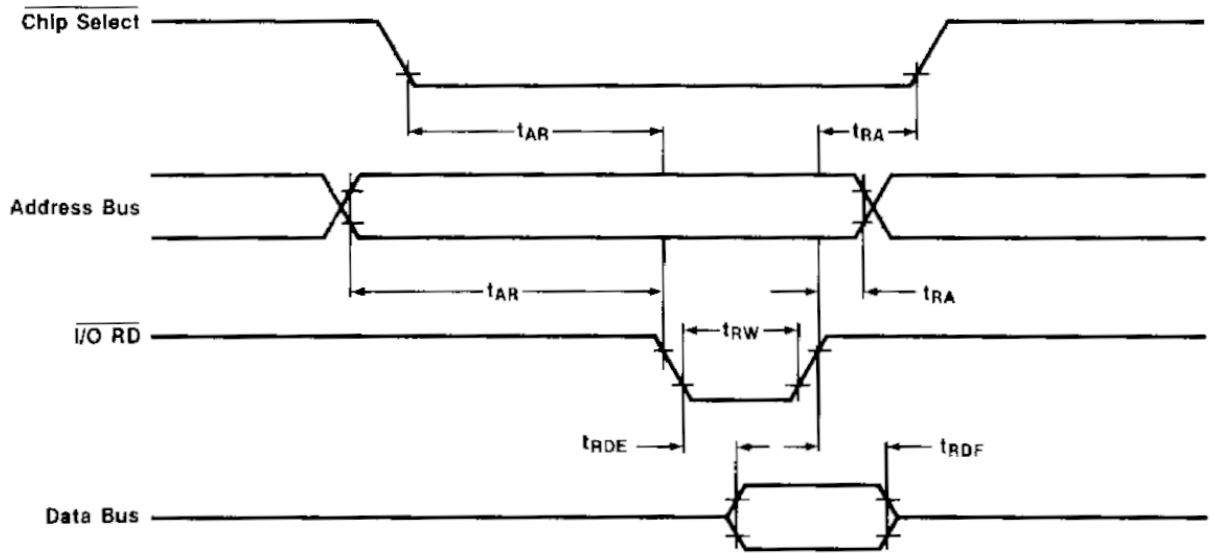 Chip Select
tAR
tRA
Address Bus
tAR
tRA
I/O RD
tRW
tRDE
tRDF
Data Bus